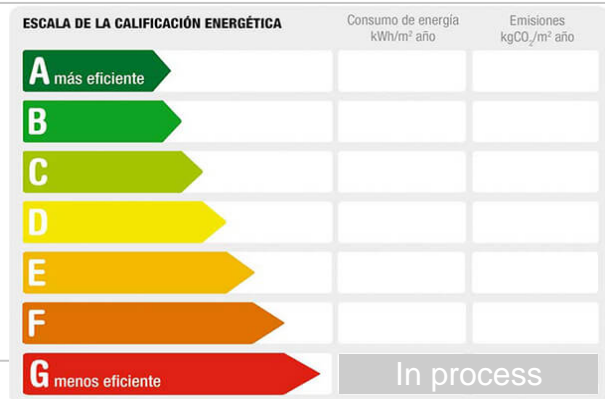 ESCALA DE LA CALIFICACIÓN ENERGÉTICA
Consumo de energía
kWh/m² año
Emisiones
kgCO₂/m² año
A más eficiente
B
C
D
E
F
G menos eficiente
In process